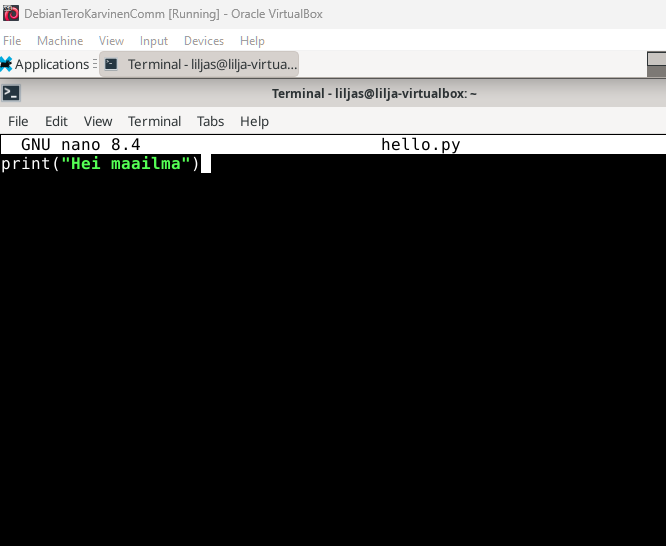 DebianTeroKarvinenComm [Running] - Oracle VirtualBox
File Machine View Input Devices Help
Applications Terminal - liljas@lilja-virtua...
Terminal - liljas@lilja-virtualbox: ~
File Edit View Terminal Tabs Help
GNU nano 8.4 hello.py
print("Hei maailma")